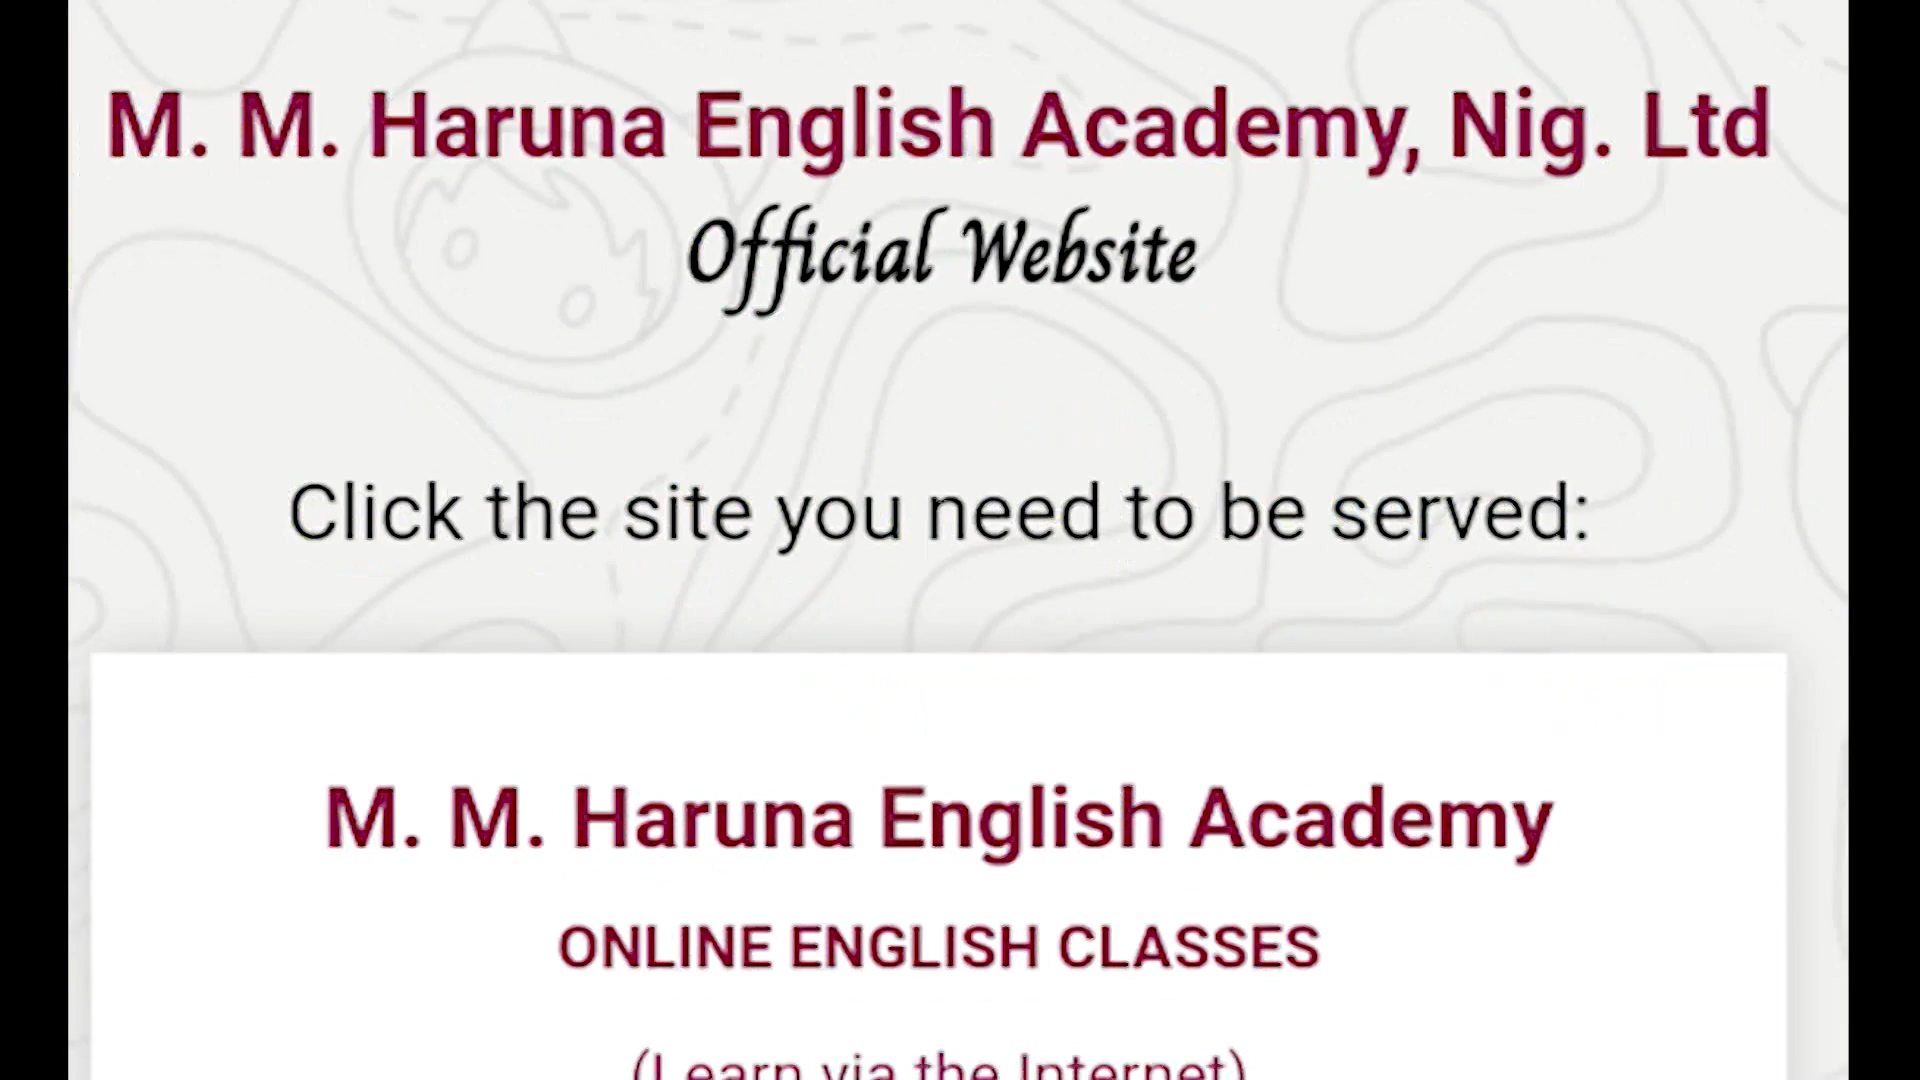 M. M. Haruna English Academy, Nig. Ltd
Official Website
Click the site you need to be served:
M. M. Haruna English Academy
ONLINE ENGLISH CLASSES
(Learn via the Internet)